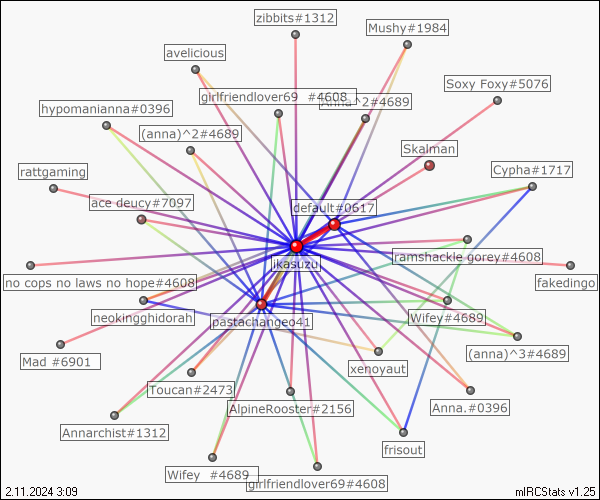 zibbits#1312
Mushy#1984
avelicious
Soxy Foxy#5076
girlfriendlover69 #4608
Anna^2#4689
hypomanianna#0396
(anna)^2#4689
Skalman
rattgaming
Cypha#1717
ace deucy#7097
default#0617
ramshackle gorey#4608
jkasuzu
no cops no laws no hope#4608
fakedingo
neokingghidorah
pastachangeo41
Wifey#4689
Mad #6901
xenoyaut
(anna)^3#4689
Toucan#2473
AlpineRooster#2156
Anna.#0396
Annarchist#1312
frisout
Wifey #4689
girlfriendlover69#4608
2.11.2024 3:09
mIRCStats v1.25